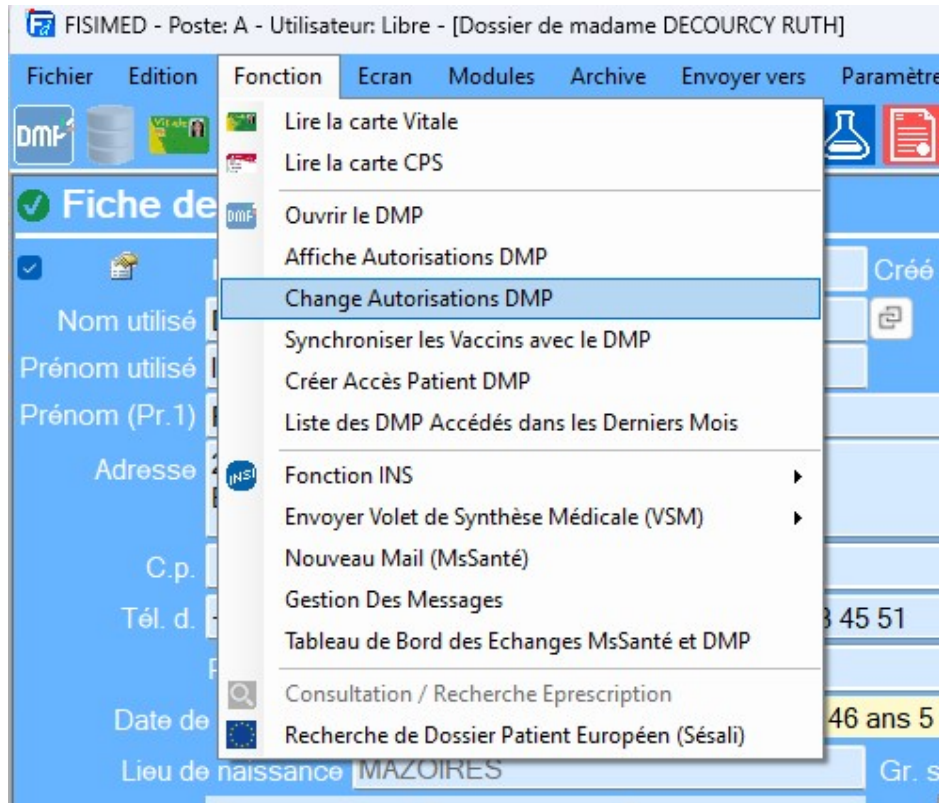 FISIMED - Poste: A - Utilisateur: Libre - [Dossier de madame DECOURCY RUTH]
Fichier Edition Fonction Ecran Modules Archive Envoyer vers Paramètre
DMP Vitale
Lire la carte Vitale
Lire la carte CPS
Fiche de
DMP Ouvrir le DMP
Affiche Autorisations DMP
Créé
Change Autorisations DMP
Nom utilisé
Synchroniser les Vaccins avec le DMP
Prénom utilisé
Créer Accès Patient DMP
Prénom (Pr.1)
Liste des DMP Accédés dans les Derniers Mois
Adresse
INSI Fonction INS
Envoyer Volet de Synthèse Médicale (VSM)
C.p.
Nouveau Mail (MsSanté)
Tél. d.
Gestion Des Messages
45 51
Tableau de Bord des Echanges MsSanté et DMP
Consultation / Recherche Eprescription
Date de
46 ans 5
Recherche de Dossier Patient Européen (Sésali)
Lieu de naissance MAZOIRES
Gr. s